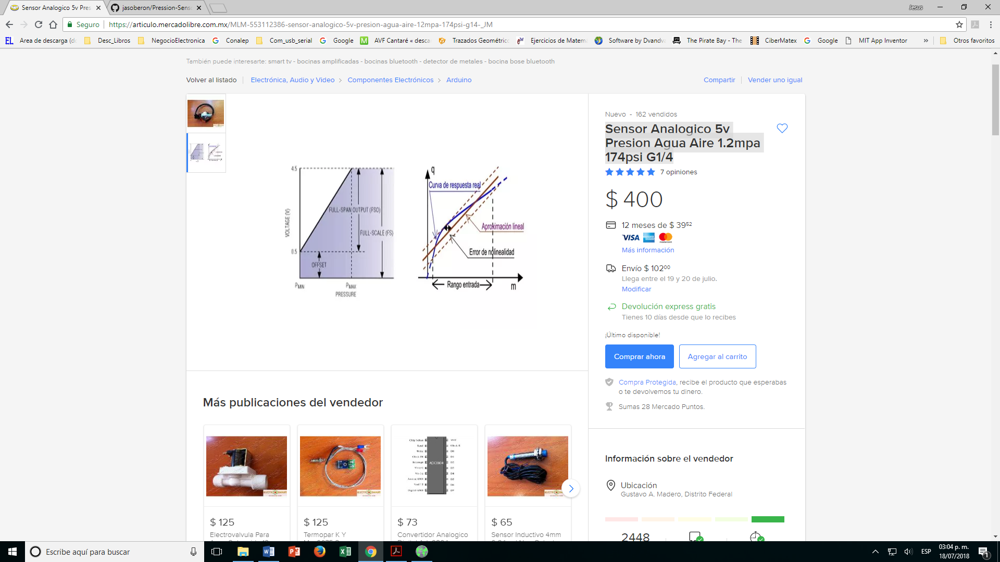 Sensor Analogico 5v Pres
jasoberon/Pression-Sens
Jesus
Seguro
https://articulo.mercadolibre.com.mx/MLM-553112386-sensor-analogico-5v-presion-agua-aire-12mpa-174psi-g14-_JM
EL Area de descarga (d
Desc_Libros
NegocioElectronica
Conalep
Com_usb_serial
Google
AVF Cantaré « desca
Trazados Geométric
Ejercicios de Matem
Software by Dvandv
The Pirate Bay - The
CiberMatex
Google
MIT App Inventor
»
Otros favoritos
También puede interesarte: smart tv - bocinas amplificadas - bocinas bluetooth - detector de metales - bocina bose bluetooth
Volver al listado
Electrónica, Audio y Video > Componentes Electrónicos > Arduino
Compartir
Vender uno igual
4.5
VOLTAGE (V)
FULL-SPAN OUTPUT (FSO)
FULL-SCALE (FS)
0.5
OFFSET
PMIN
PMAX
PRESSURE
q
Curva de respuesta real
Aproximación lineal
Error de nolinealidad
Rango entrada
m
Nuevo - 162 vendidos
Sensor Analogico 5v
Presion Agua Aire 1.2mpa
174psi G1/4
7 opiniones
$ 400
12 meses de $ 39 52
VISA
Más información
Envío $ 102 00
Llega entre el 19 y 20 de julio.
Modificar
Devolución express gratis
Tienes 10 días desde que lo recibes
¡Último disponible!
Comprar ahora
Agregar al carrito
Compra Protegida, recibe el producto que esperabas
o te devolvemos tu dinero.
Sumas 28 Mercado Puntos.
Más publicaciones del vendedor
ADC0804
$ 125
Electrovalvula Para
$ 125
Termopar K Y
$ 73
Convertidor Analogico
$ 65
Sensor Inductivo 4mm
Información sobre el vendedor
Ubicación
Gustavo A. Madero, Distrito Federal
2448
Escribe aquí para buscar
ESP
03:04 p. m.
18/07/2018
1